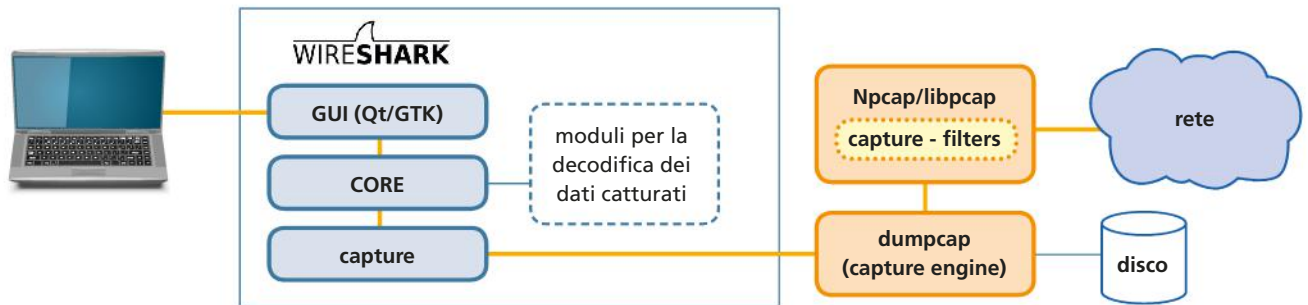 WIRESHARK
GUI (Qt/GTK)
CORE
capture
moduli per la
decodifica dei
dati catturati
Npcap/libpcap
capture - filters
dumpcap
(capture engine)
rete
disco